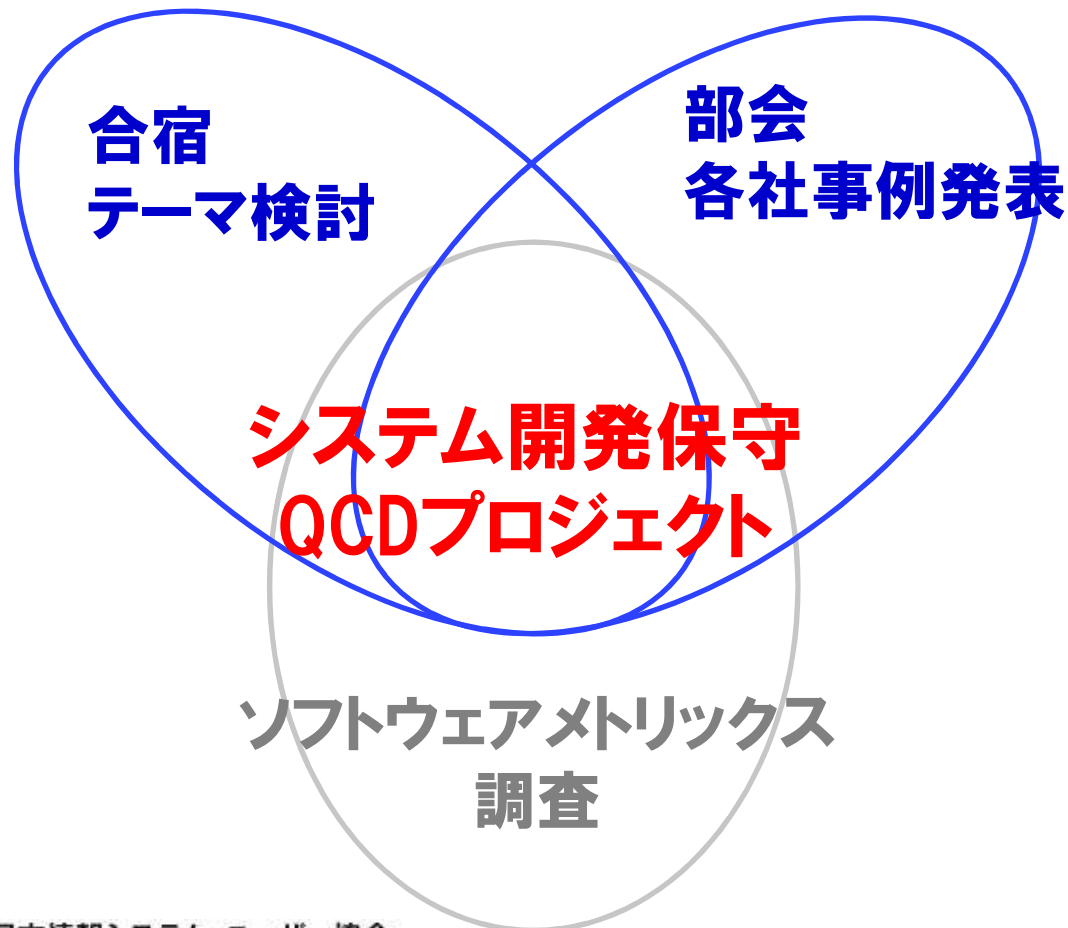 合宿
テーマ検討
部会
各社事例発表
システム開発保守
QCDプロジェクト
ソフトウェアメトリックス
調査